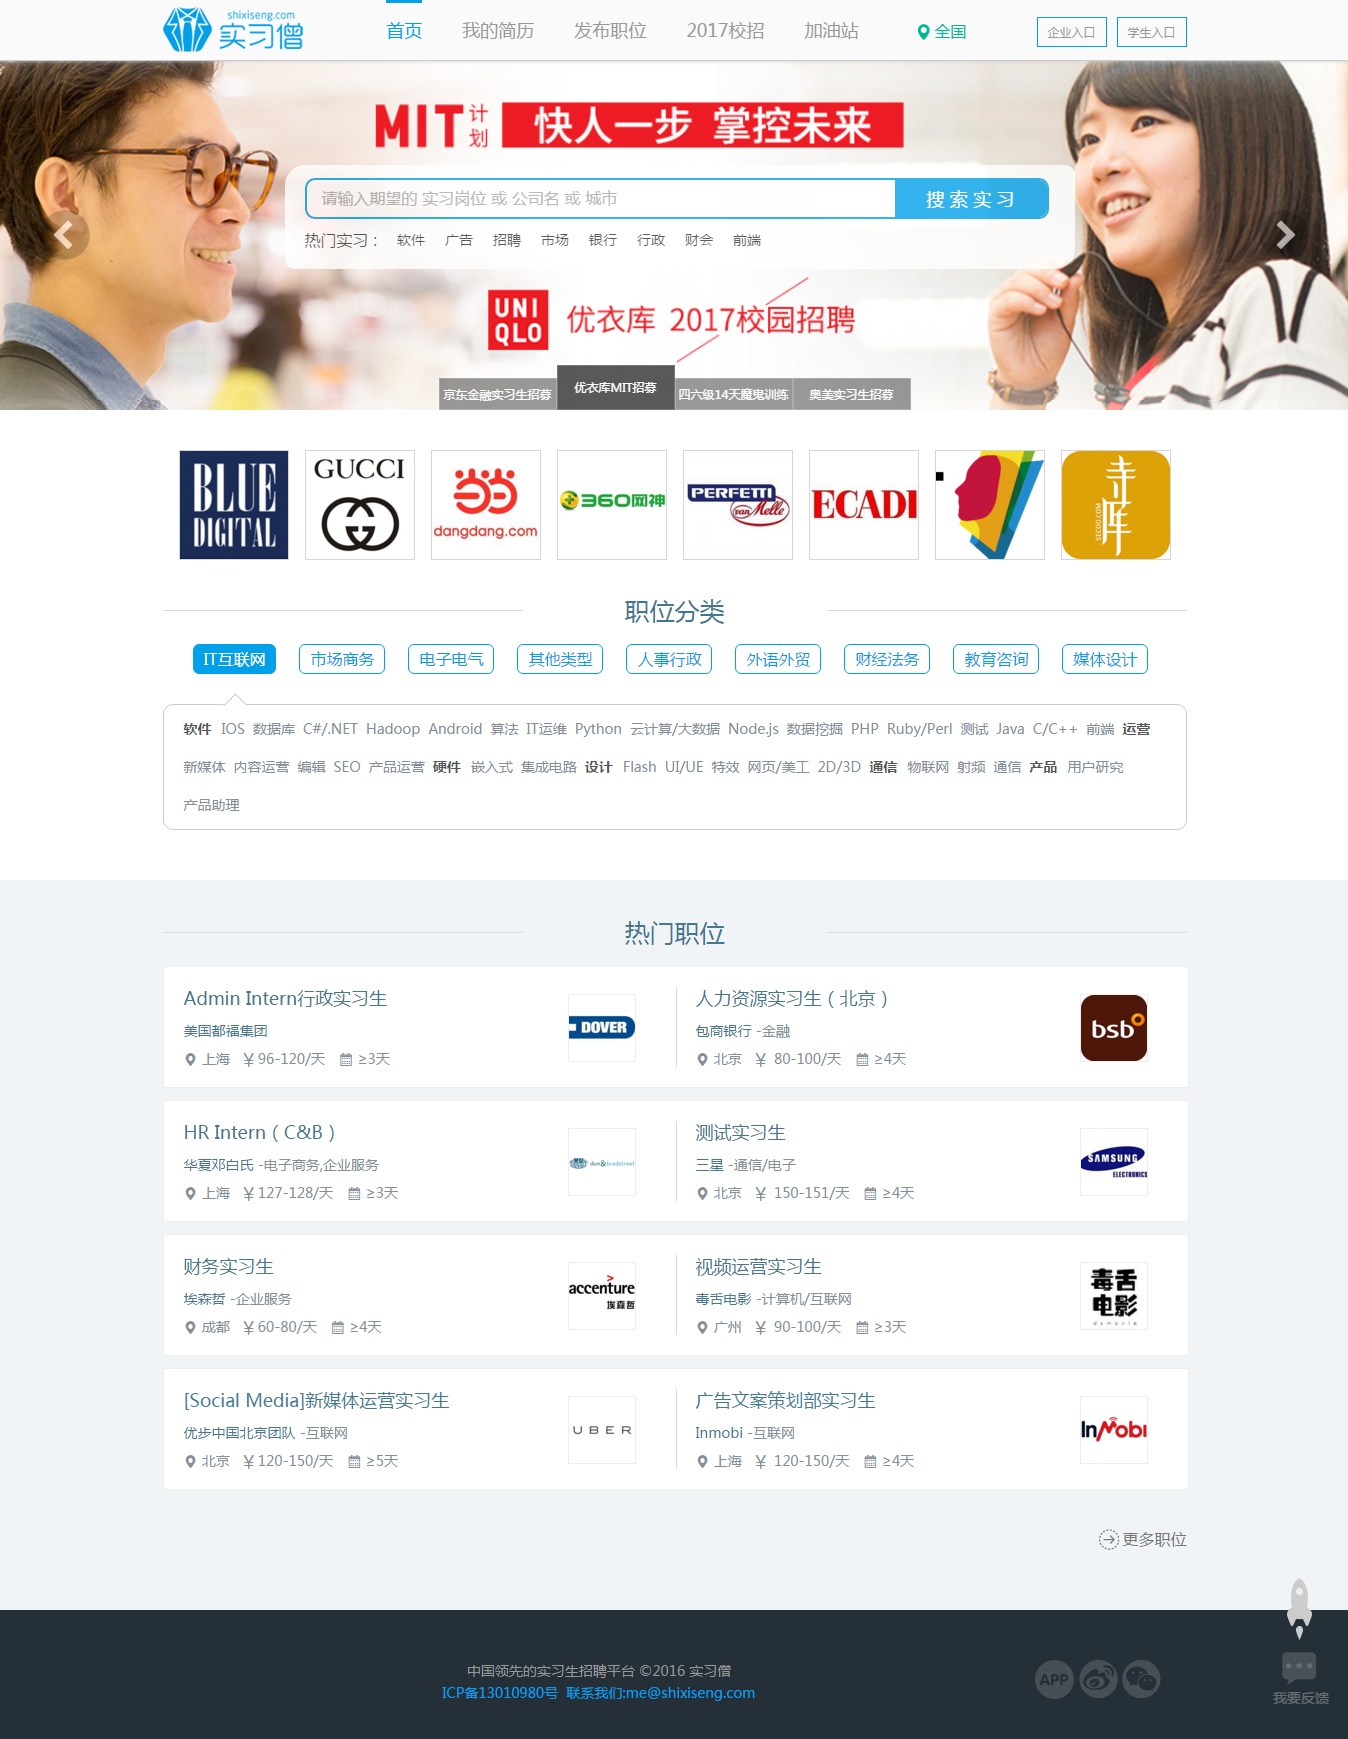 shixiseng.com
实习僧
首页 我的简历 发布职位 2017校招 加油站 全国 企业入口 学生入口
MIT计划 快人一步 掌控未来
请输入期望的 实习岗位 或 公司名 或 城市 搜索实习
热门实习： 软件 广告 招聘 市场 银行 行政 财会 前端
UNIQLO 优衣库 2017校园招聘
京东金融实习生招募 优衣库MIT招募 四六级14天魔鬼训练 奥美实习生招募
BLUE DIGITAL GUCCI dangdang.com 360网神 PERFETTI van Melle ECADI 寺库 SECOO.COM
职位分类
IT互联网 市场商务 电子电气 其他类型 人事行政 外语外贸 财经法务 教育咨询 媒体设计
软件 IOS 数据库 C#/.NET Hadoop Android 算法 IT运维 Python 云计算/大数据 Node.js 数据挖掘 PHP Ruby/Perl 测试 Java C/C++ 前端 运营
新媒体 内容运营 编辑 SEO 产品运营 硬件 嵌入式 集成电路 设计 Flash UI/UE 特效 网页/美工 2D/3D 通信 物联网 射频 通信 产品 用户研究
产品助理
热门职位
Admin Intern行政实习生
美国都福集团
上海 ￥96-120/天 ≥3天
DOVER
人力资源实习生（北京）
包商银行 -金融
北京 ￥ 80-100/天 ≥4天
bsb
HR Intern（C&B）
华夏邓白氏 -电子商务,企业服务
上海 ￥127-128/天 ≥3天
dun&bradstreet
测试实习生
三星 -通信/电子
北京 ￥ 150-151/天 ≥4天
SAMSUNG
ELECTRONICS
财务实习生
埃森哲 -企业服务
成都 ￥60-80/天 ≥4天
accenture
埃森哲
视频运营实习生
毒舌电影 -计算机/互联网
广州 ￥ 90-100/天 ≥3天
毒舌
电影
dsmovie
[Social Media]新媒体运营实习生
优步中国北京团队 -互联网
北京 ￥120-150/天 ≥5天
UBER
广告文案策划部实习生
Inmobi -互联网
上海 ￥ 120-150/天 ≥4天
InMobi
更多职位
中国领先的实习生招聘平台 ©2016 实习僧
ICP备13010980号 联系我们:me@shixiseng.com
APP
我要反馈